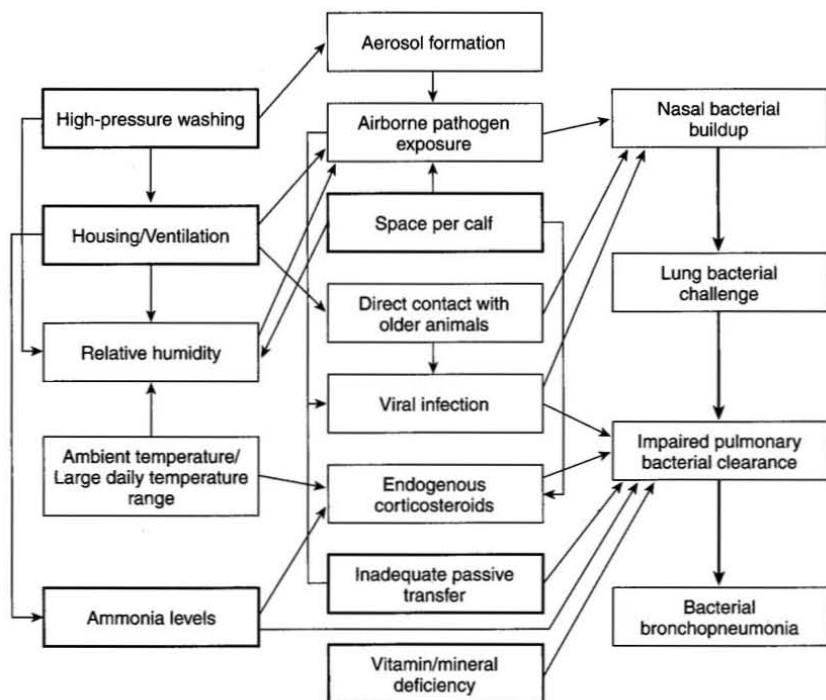 Aerosol formation
High-pressure washing
Airborne pathogen
exposure
Nasal bacterial
buildup
Housing/Ventilation
Space per calf
Lung bacterial
challenge
Direct contact with
older animals
Relative humidity
Viral infection
Impaired pulmonary
bacterial clearance
Ambient temperature/
Large daily temperature
range
Endogenous
corticosteroids
Inadequate passive
transfer
Ammonia levels
Bacterial
bronchopneumonia
Vitamin/mineral
deficiency